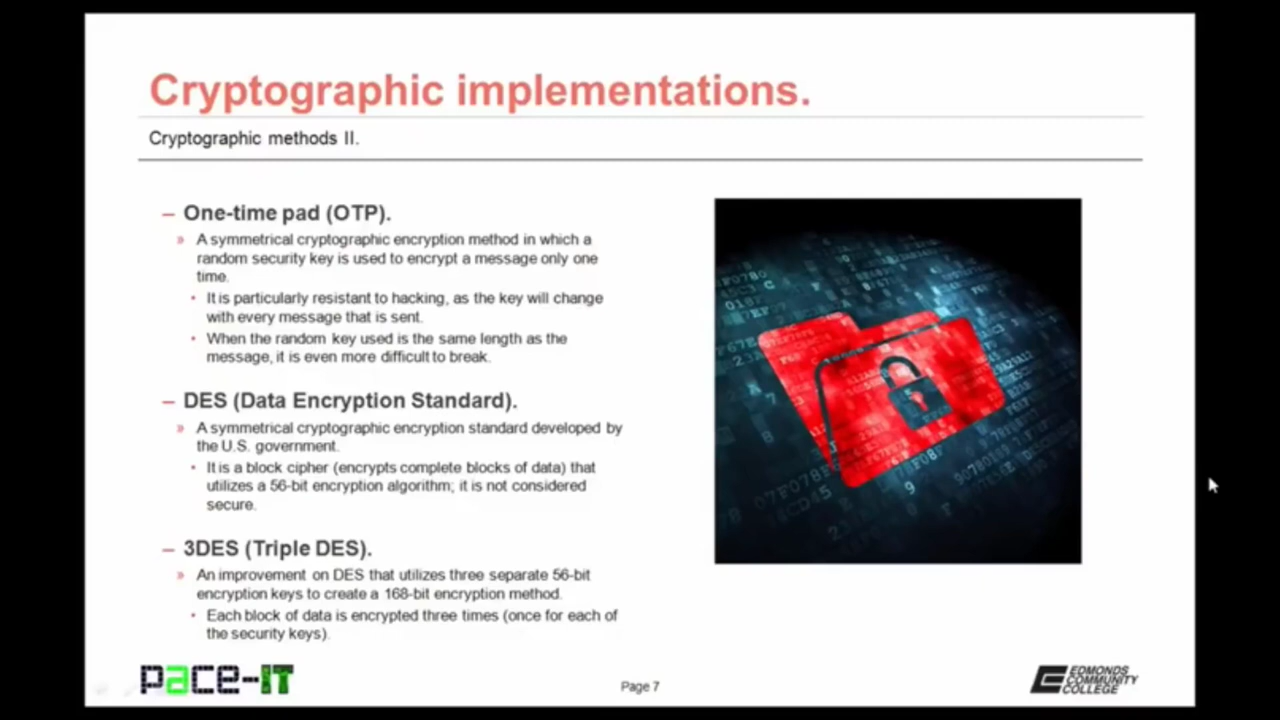 Cryptographic implementations.
Cryptographic methods II.
– One-time pad (OTP).
» A symmetrical cryptographic encryption method in which a
random security key is used to encrypt a message only one
time.
• It is particularly resistant to hacking, as the key will change
with every message that is sent.
• When the random key used is the same length as the
message, it is even more difficult to break.
– DES (Data Encryption Standard).
» A symmetrical cryptographic encryption standard developed by
the U.S. government.
• It is a block cipher (encrypts complete blocks of data) that
utilizes a 56-bit encryption algorithm; it is not considered
secure.
– 3DES (Triple DES).
» An improvement on DES that utilizes three separate 56-bit
encryption keys to create a 168-bit encryption method.
• Each block of data is encrypted three times (once for each of
the security keys).
pace-IT
Page 7
EDMONDS
COMMUNITY
COLLEGE